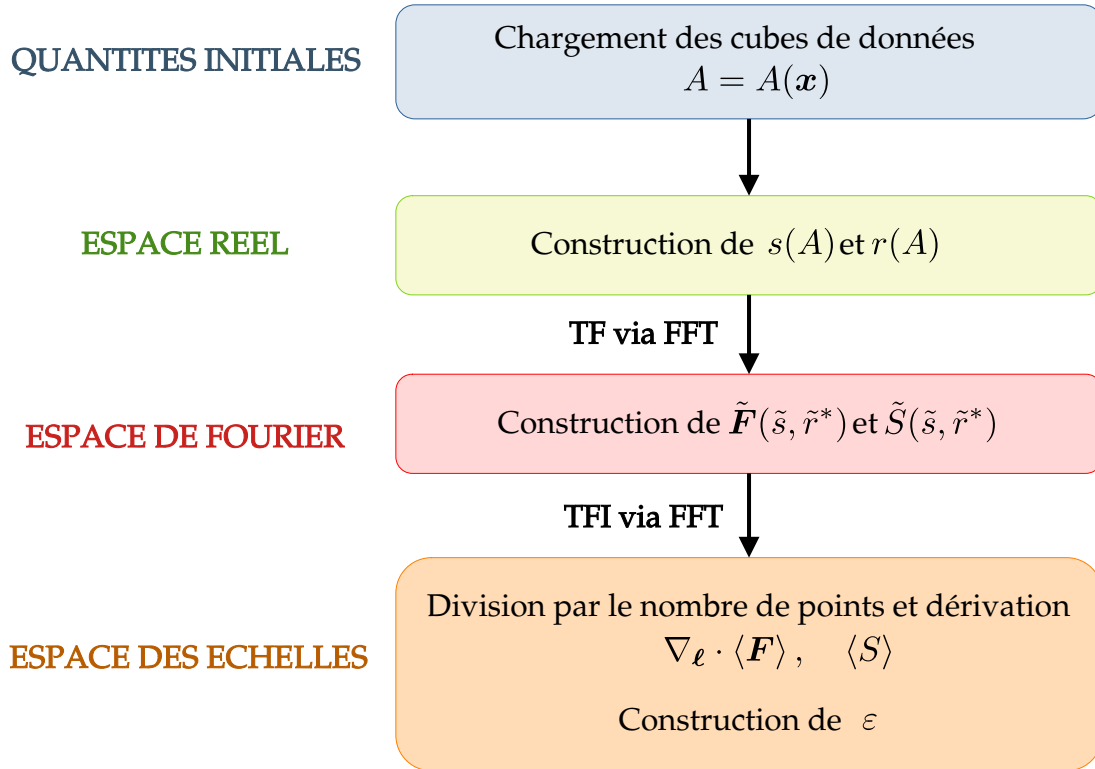 QUANTITES INITIALES
Chargement des cubes de données
A = A(x)
ESPACE REEL
Construction de s(A) et r(A)
TF via FFT
ESPACE DE FOURIER
Construction de F̃(s̃, r̃*) et S̃(s̃, r̃*)
TFI via FFT
ESPACE DES ECHELLES
Division par le nombre de points et dérivation
∇ℓ · ⟨F⟩ , ⟨S⟩
Construction de ε